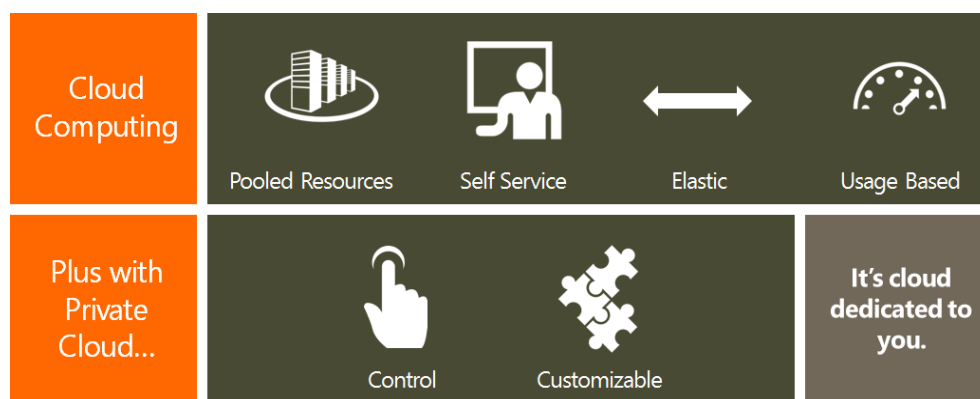 Cloud
Computing
Pooled Resources
Self Service
Elastic
Usage Based
Plus with
Private
Cloud...
Control
Customizable
It's cloud
dedicated to
you.